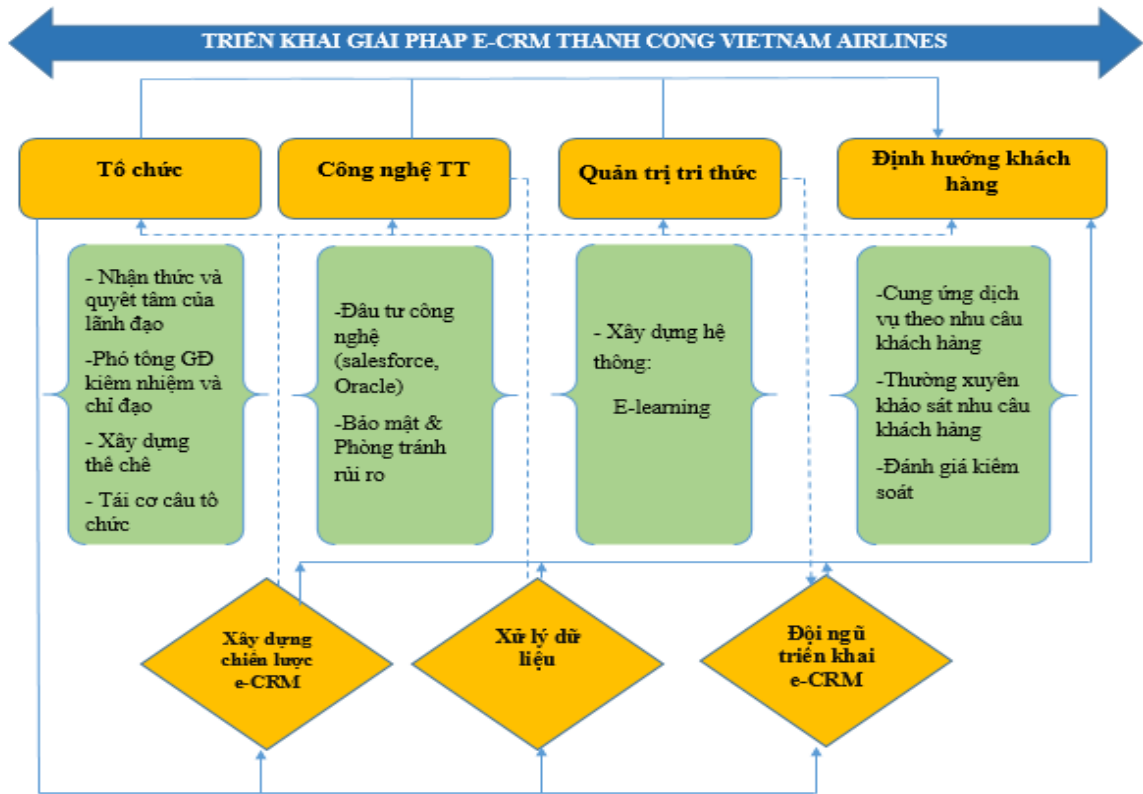 TRIÊN KHAI GIAI PHAP E-CRM THANH CONG VIETNAM AIRLINES
Tô chức
Công nghệ TT
Quản trị tri thức
Định hướng khách
hàng
- Nhận thức và
quyêt tâm của
lãnh đạo
-Phó tông GĐ
kiêm nhiệm và
chỉ đạo
- Xây dựng
thê chê
- Tái cơ câu tô
chức
-Đâu tư công
nghệ
(salesforce,
Oracle)
-Bảo mật &
Phòng tránh
rủi ro
- Xây dựng hệ
thông:
E-learning
-Cung ứng dịch
vụ theo nhu câu
khách hàng
-Thường xuyên
khảo sát nhu câu
khách hàng
-Đánh giá kiêm
soát
Xây dựng
chiến lược
e-CRM
Xử lý dữ
liệu
Đội ngũ
triển khai
e-CRM